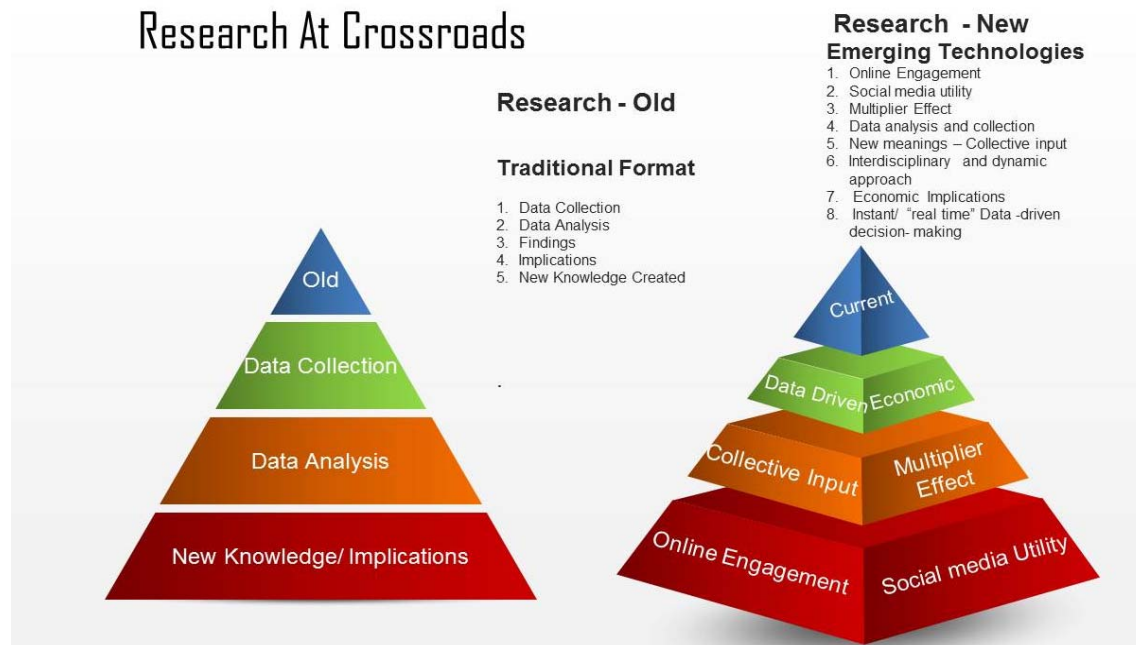 Research At Crossroads
Research - Old
Traditional Format
1. Data Collection
2. Data Analysis
3. Findings
4. Implications
5. New Knowledge Created
.
Research - New
Emerging Technologies
1. Online Engagement
2. Social media utility
3. Multiplier Effect
4. Data analysis and collection
5. New meanings – Collective input
6. Interdisciplinary and dynamic
approach
7. Economic Implications
8. Instant/ “real time” Data -driven
decision- making
Old
Data Collection
Data Analysis
New Knowledge/ Implications
Current
Data Driven
Economic
Collective Input
Multiplier
Effect
Online Engagement
Social media Utility